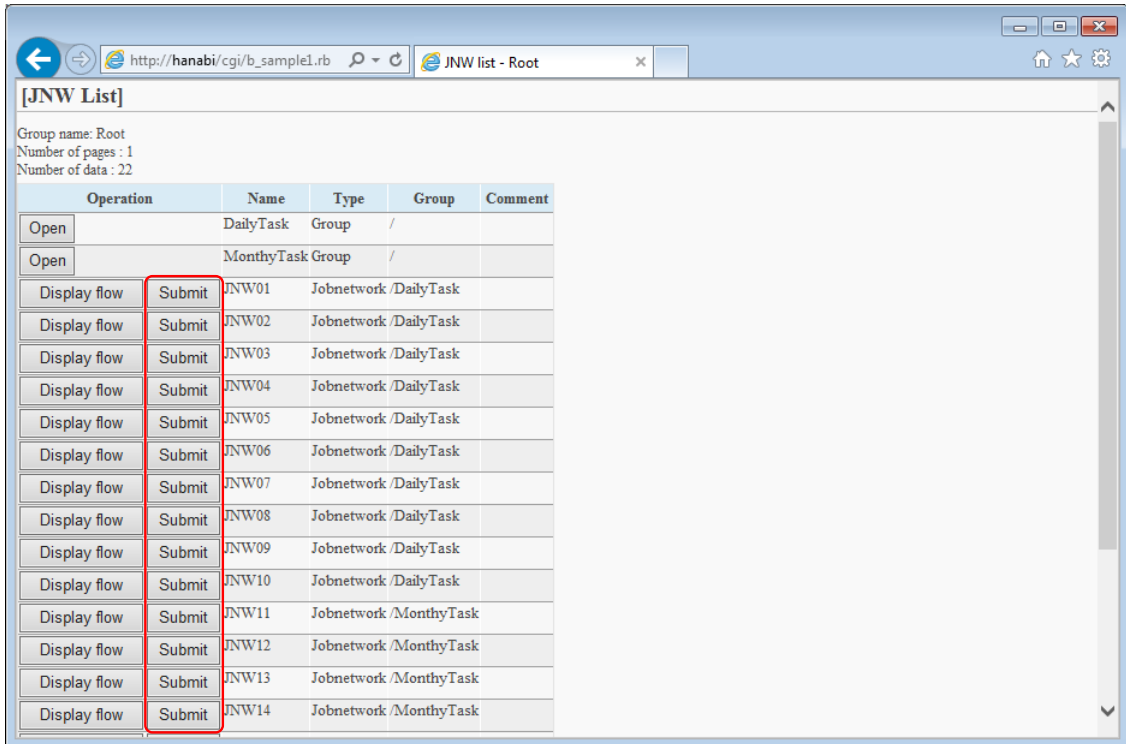 http://hanabi/cgi/b_sample1.rb JNW list - Root
[JNW List]
Group name: Root
Number of pages : 1
Number of data : 22
Operation Name Type Group Comment
Open DailyTask Group /
Open MonthyTask Group /
Display flow Submit JNW01 Jobnetwork /DailyTask
Display flow Submit JNW02 Jobnetwork /DailyTask
Display flow Submit JNW03 Jobnetwork /DailyTask
Display flow Submit JNW04 Jobnetwork /DailyTask
Display flow Submit JNW05 Jobnetwork /DailyTask
Display flow Submit JNW06 Jobnetwork /DailyTask
Display flow Submit JNW07 Jobnetwork /DailyTask
Display flow Submit JNW08 Jobnetwork /DailyTask
Display flow Submit JNW09 Jobnetwork /DailyTask
Display flow Submit JNW10 Jobnetwork /DailyTask
Display flow Submit JNW11 Jobnetwork /MonthyTask
Display flow Submit JNW12 Jobnetwork /MonthyTask
Display flow Submit JNW13 Jobnetwork /MonthyTask
Display flow Submit JNW14 Jobnetwork /MonthyTask